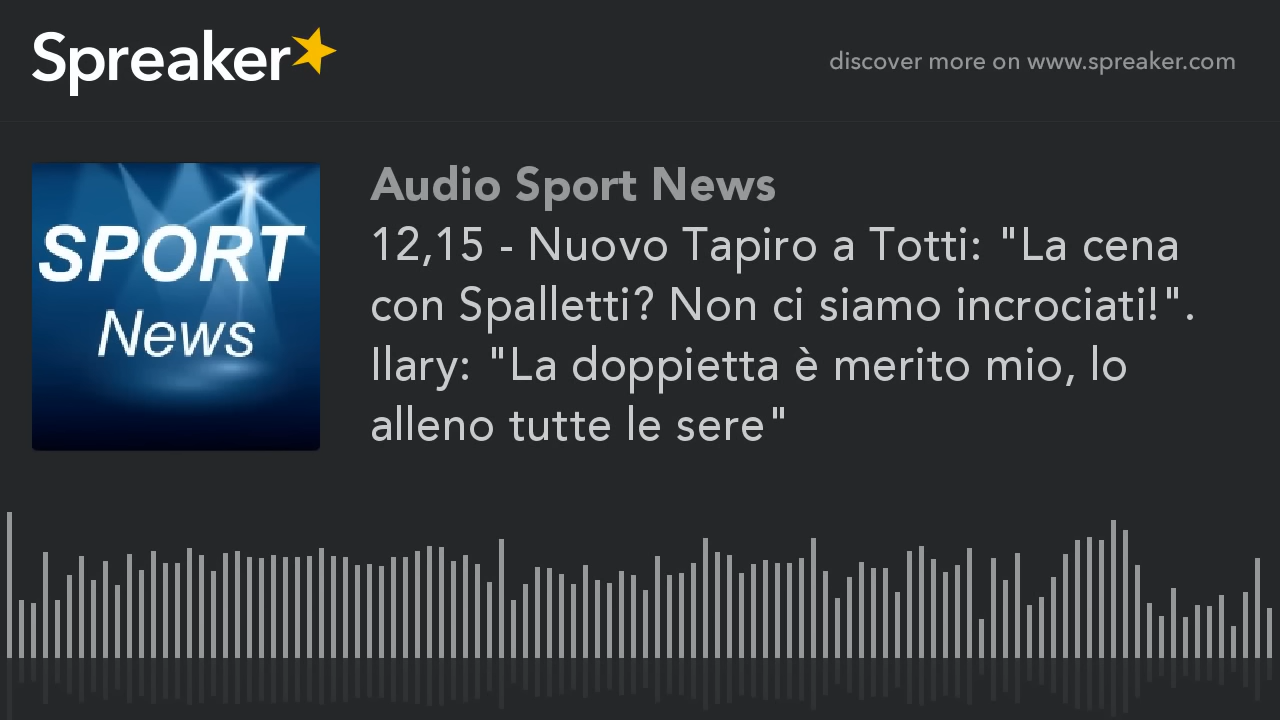 Spreaker
discover more on www.spreaker.com
SPORT
News
Audio Sport News
12,15 - Nuovo Tapiro a Totti: "La cena
con Spalletti? Non ci siamo incrociati!".
Ilary: "La doppietta è merito mio, lo
alleno tutte le sere"